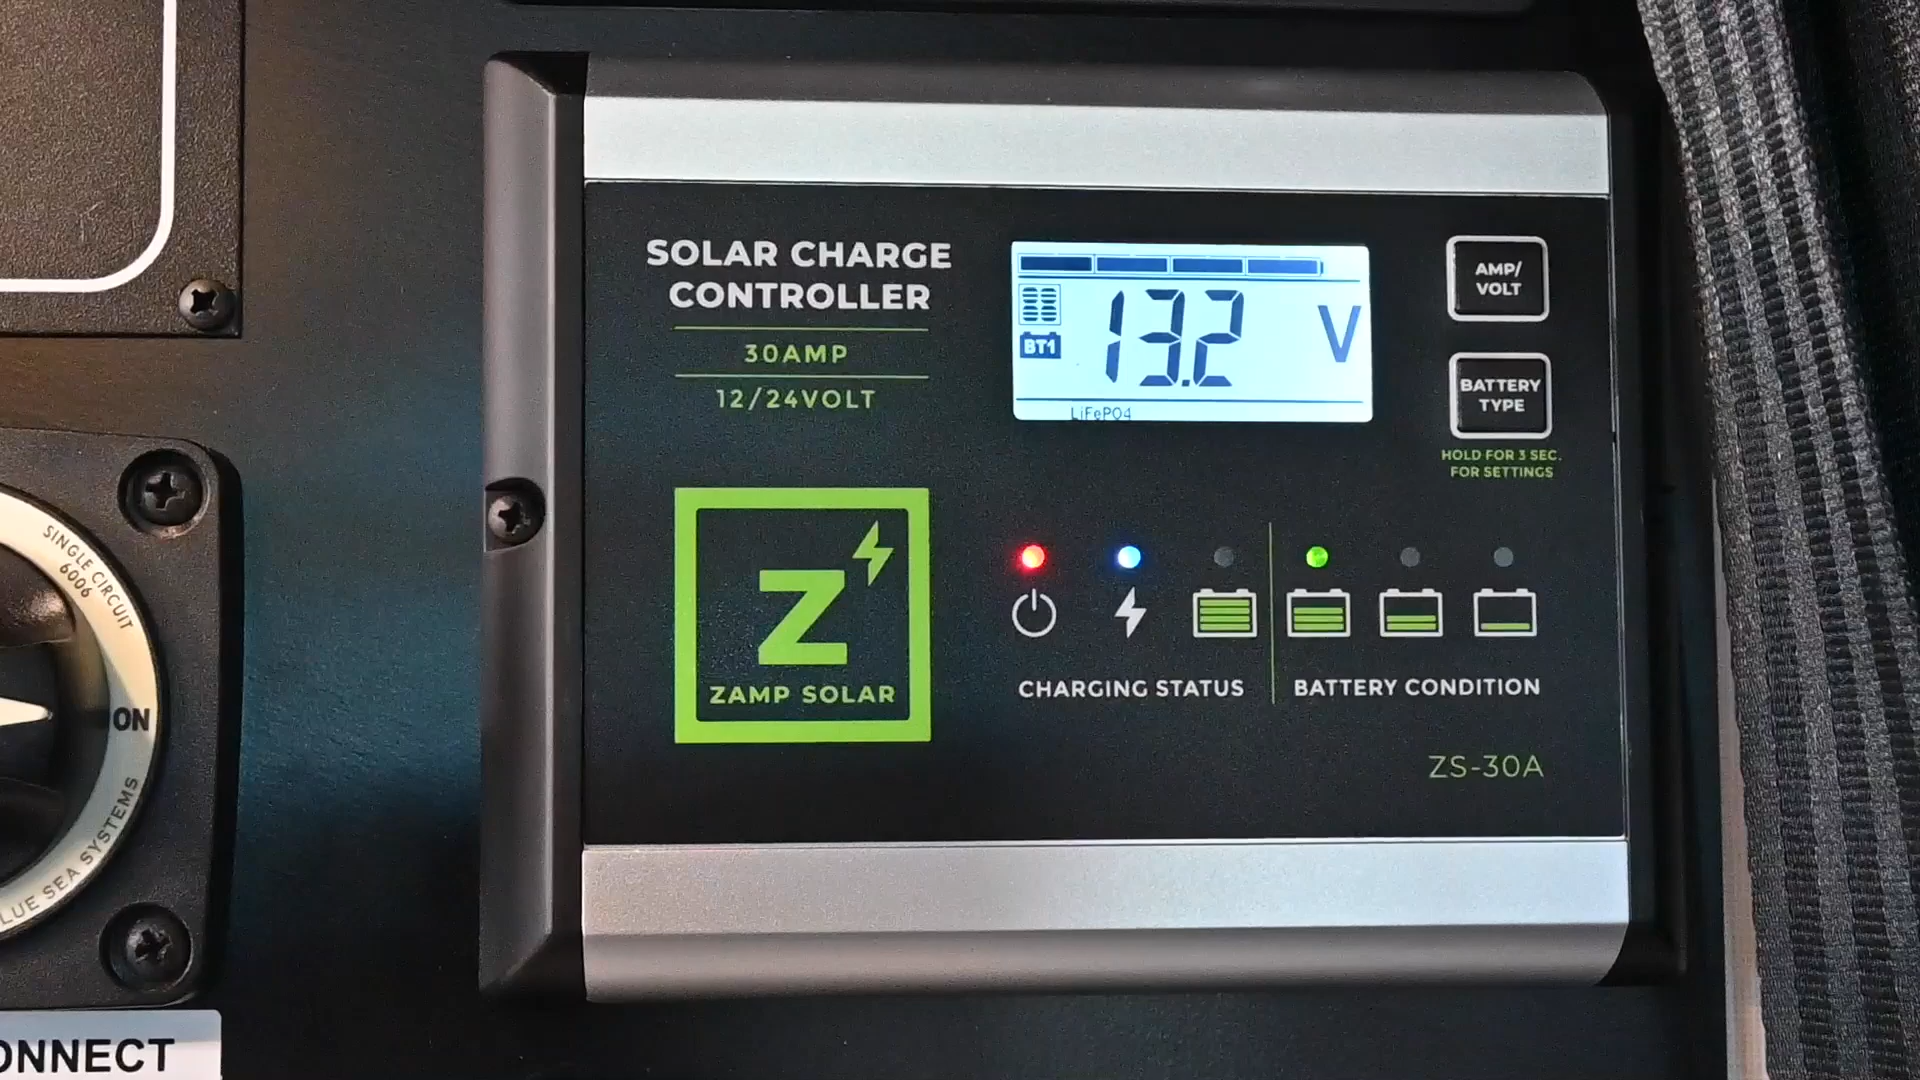 SOLAR CHARGE
CONTROLLER
30AMP
12/24VOLT
BT1
13.2 V
LiFePO4
AMP/
VOLT
BATTERY
TYPE
HOLD FOR 3 SEC.
FOR SETTINGS
Z
ZAMP SOLAR
CHARGING STATUS
BATTERY CONDITION
ZS-30A
SINGLE CIRCUIT
6006
ON
LUE SEA SYSTEMS
ONNECT